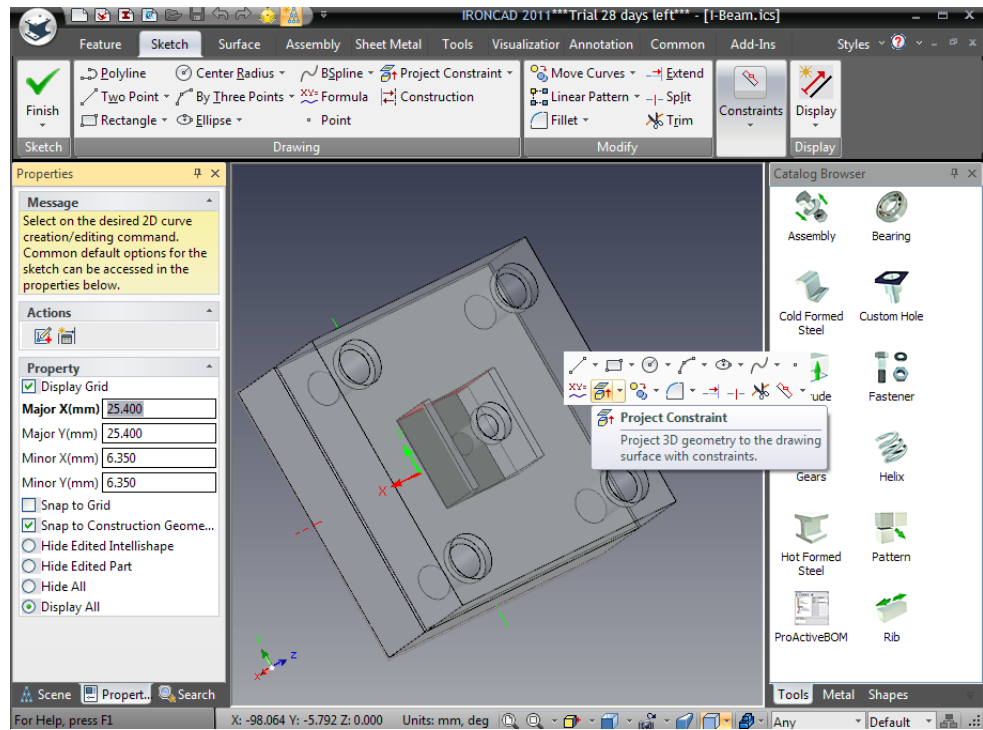 IRONCAD 2011***Trial 28 days left*** - [I-Beam.ics]
Feature Sketch Surface Assembly Sheet Metal Tools Visualization Annotation Common Add-Ins Styles
Polyline Center Radius BSpline Project Constraint Move Curves Extend
Two Point By Three Points XY= Formula Construction Linear Pattern Split
Rectangle Ellipse Point Fillet Trim
Finish Constraints Display
Sketch Drawing Modify Display
Properties
Message
Select on the desired 2D curve
creation/editing command.
Common default options for the
sketch can be accessed in the
properties below.
Actions
Property
Display Grid
Major X(mm) 25.400
Major Y(mm) 25.400
Minor X(mm) 6.350
Minor Y(mm) 6.350
Snap to Grid
Snap to Construction Geome...
Hide Edited Intellishape
Hide Edited Part
Hide All
Display All
Scene Propert.. Search
For Help, press F1
X
Y
Z
X
XY=
Project Constraint
Project 3D geometry to the drawing
surface with constraints.
X: -98.064 Y: -5.792 Z: 0.000 Units: mm, deg Any Default
Catalog Browser
Assembly Bearing
Cold Formed
Steel
Custom Hole
ude Fastener
Gears Helix
Hot Formed
Steel
Pattern
ProActiveBOM Rib
Tools Metal Shapes